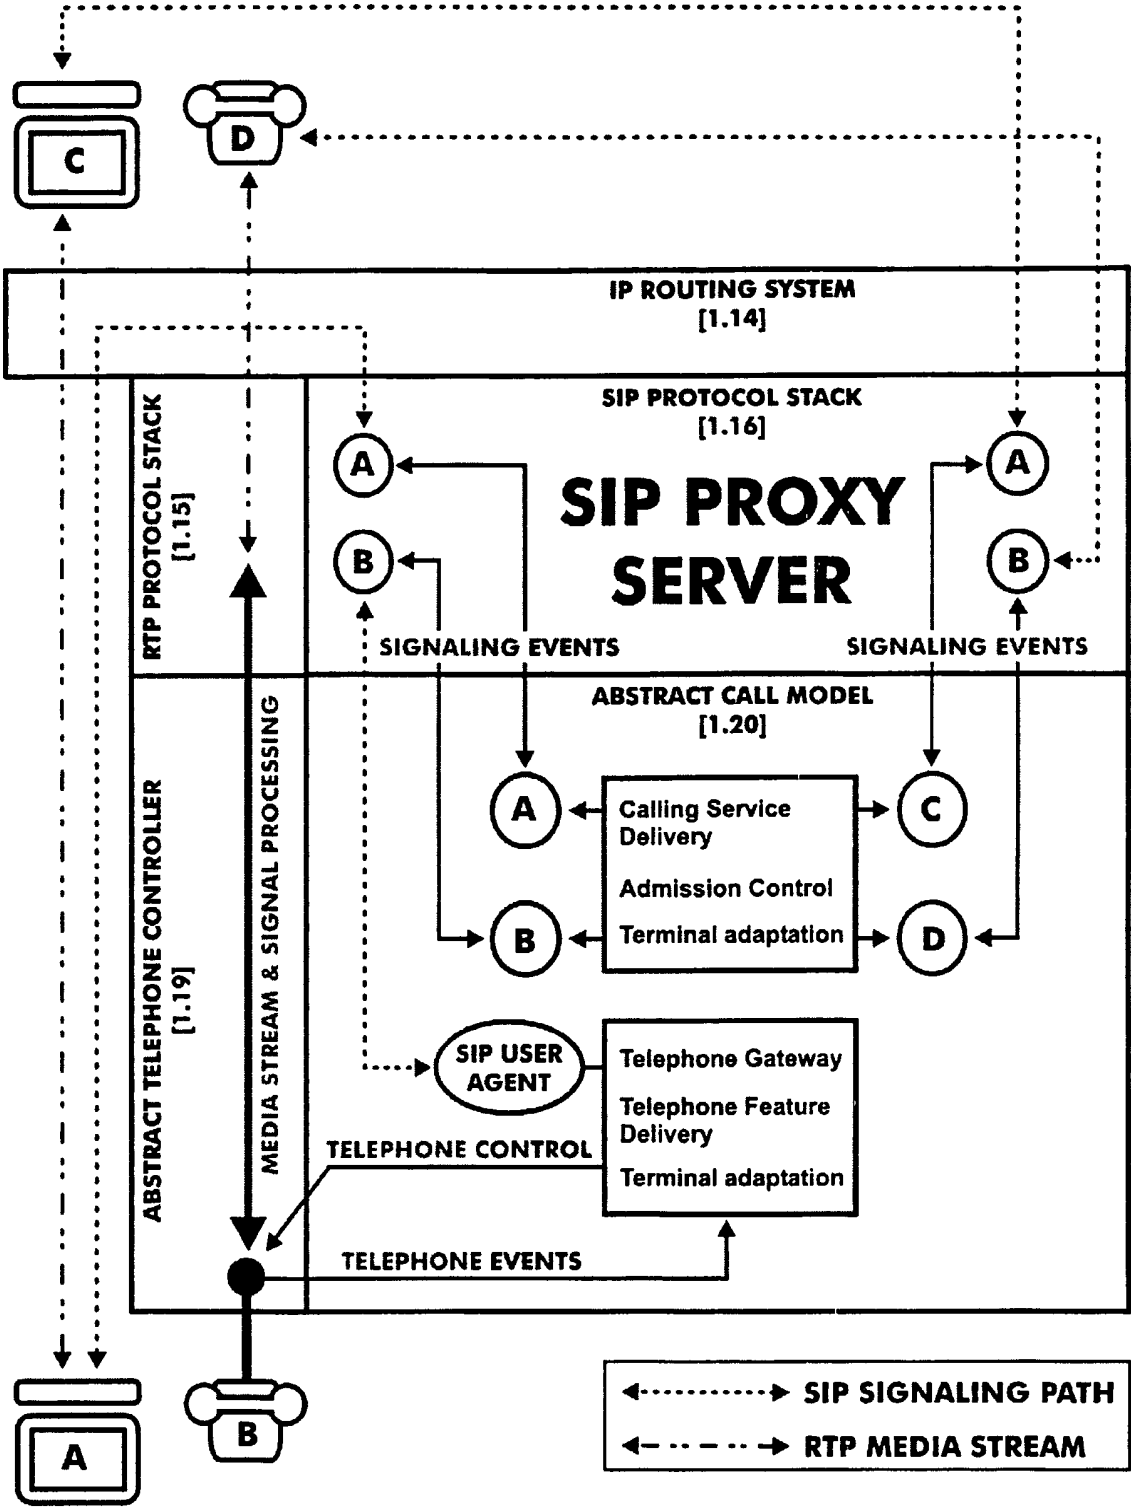 C
D
IP ROUTING SYSTEM
[1.14]
RTP PROTOCOL STACK
[1.15]
SIP PROTOCOL STACK
[1.16]
A
A
SIP PROXY
SERVER
B
B
SIGNALING EVENTS
SIGNALING EVENTS
ABSTRACT TELEPHONE CONTROLLER
[1.19]
MEDIA STREAM & SIGNAL PROCESSING
ABSTRACT CALL MODEL
[1.20]
A
Calling Service
Delivery
C
Admission Control
B
Terminal adaptation
D
SIP USER
AGENT
Telephone Gateway
Telephone Feature
Delivery
TELEPHONE CONTROL
Terminal adaptation
TELEPHONE EVENTS
A
B
SIP SIGNALING PATH
RTP MEDIA STREAM